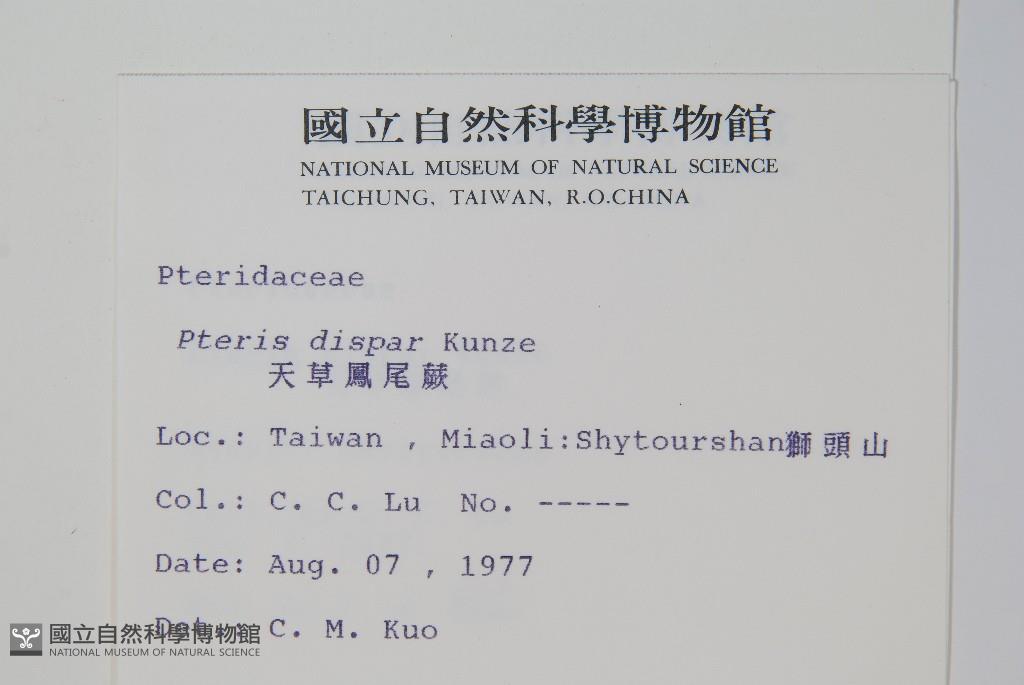 國立自然科學博物館
NATIONAL MUSEUM OF NATURAL SCIENCE
TAICHUNG, TAIWAN, R.O.CHINA
Pteridaceae
Pteris dispar Kunze
天草鳳尾蕨
Loc.: Taiwan , Miaoli:Shytourshan獅頭山
Col.: C. C. Lu No. -----
Date: Aug. 07 , 1977
Det.: C. M. Kuo
國立自然科學博物館
NATIONAL MUSEUM OF NATURAL SCIENCE